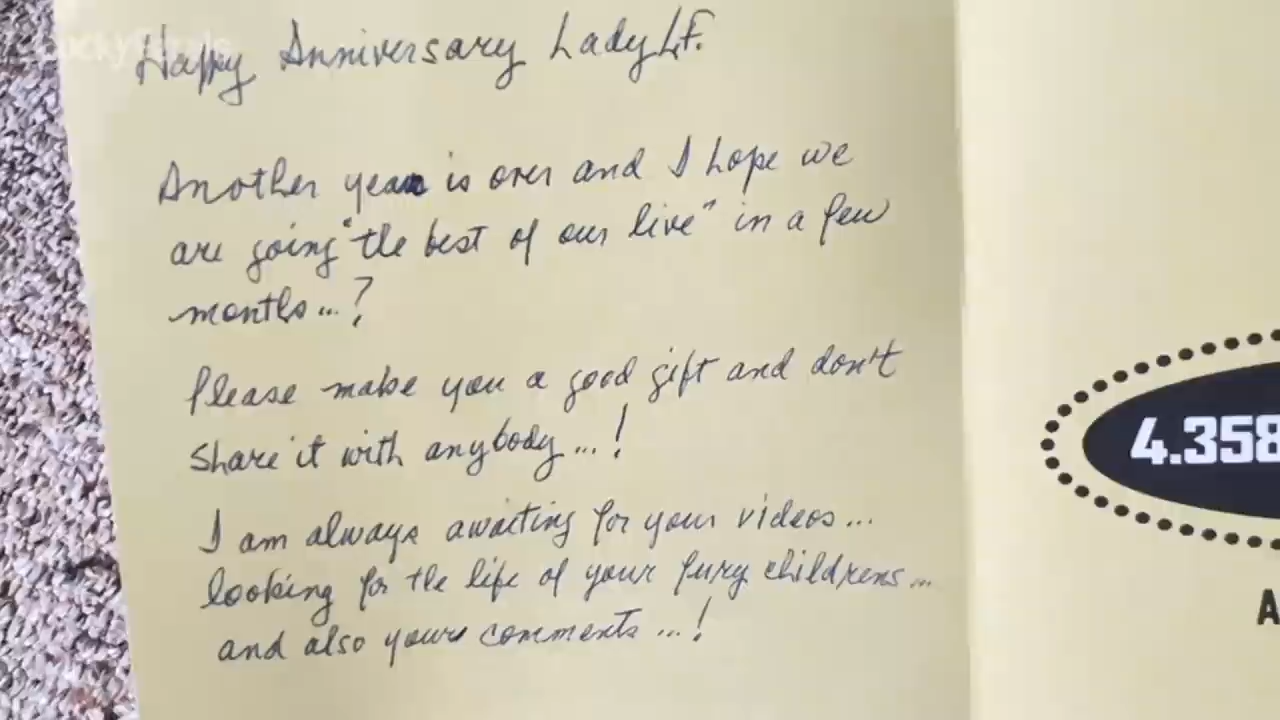 Happy Anniversary Lady L.F.
Another year is over and I hope we
are going "the best of our live" in a few
months...?
Please make you a good gift and don't
share it with anybody...!
I am always awaiting for your videos...
looking for the life of your fury childrens...
and also your comments...!
4.358
A